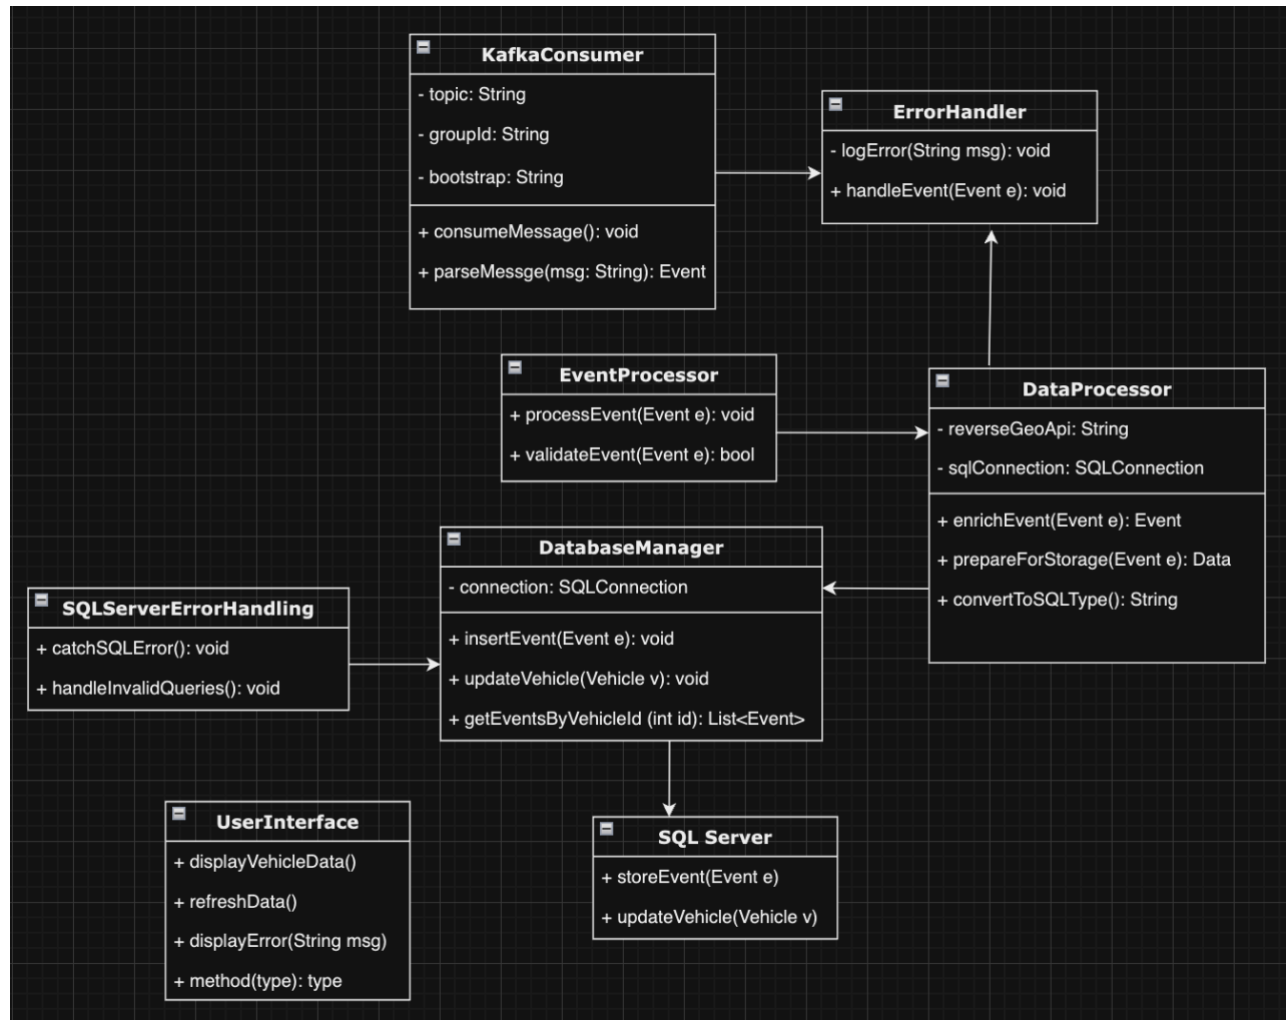 KafkaConsumer
- topic: String
- groupId: String
- bootstrap: String
+ consumeMessage(): void
+ parseMessge(msg: String): Event
ErrorHandler
- logError(String msg): void
+ handleEvent(Event e): void
EventProcessor
+ processEvent(Event e): void
+ validateEvent(Event e): bool
DataProcessor
- reverseGeoApi: String
- sqlConnection: SQLConnection
+ enrichEvent(Event e): Event
+ prepareForStorage(Event e): Data
+ convertToSQLType(): String
DatabaseManager
- connection: SQLConnection
+ insertEvent(Event e): void
+ updateVehicle(Vehicle v): void
+ getEventsByVehicleId (int id): List<Event>
SQLServerErrorHandling
+ catchSQLError(): void
+ handleInvalidQueries(): void
UserInterface
+ displayVehicleData()
+ refreshData()
+ displayError(String msg)
+ method(type): type
SQL Server
+ storeEvent(Event e)
+ updateVehicle(Vehicle v)